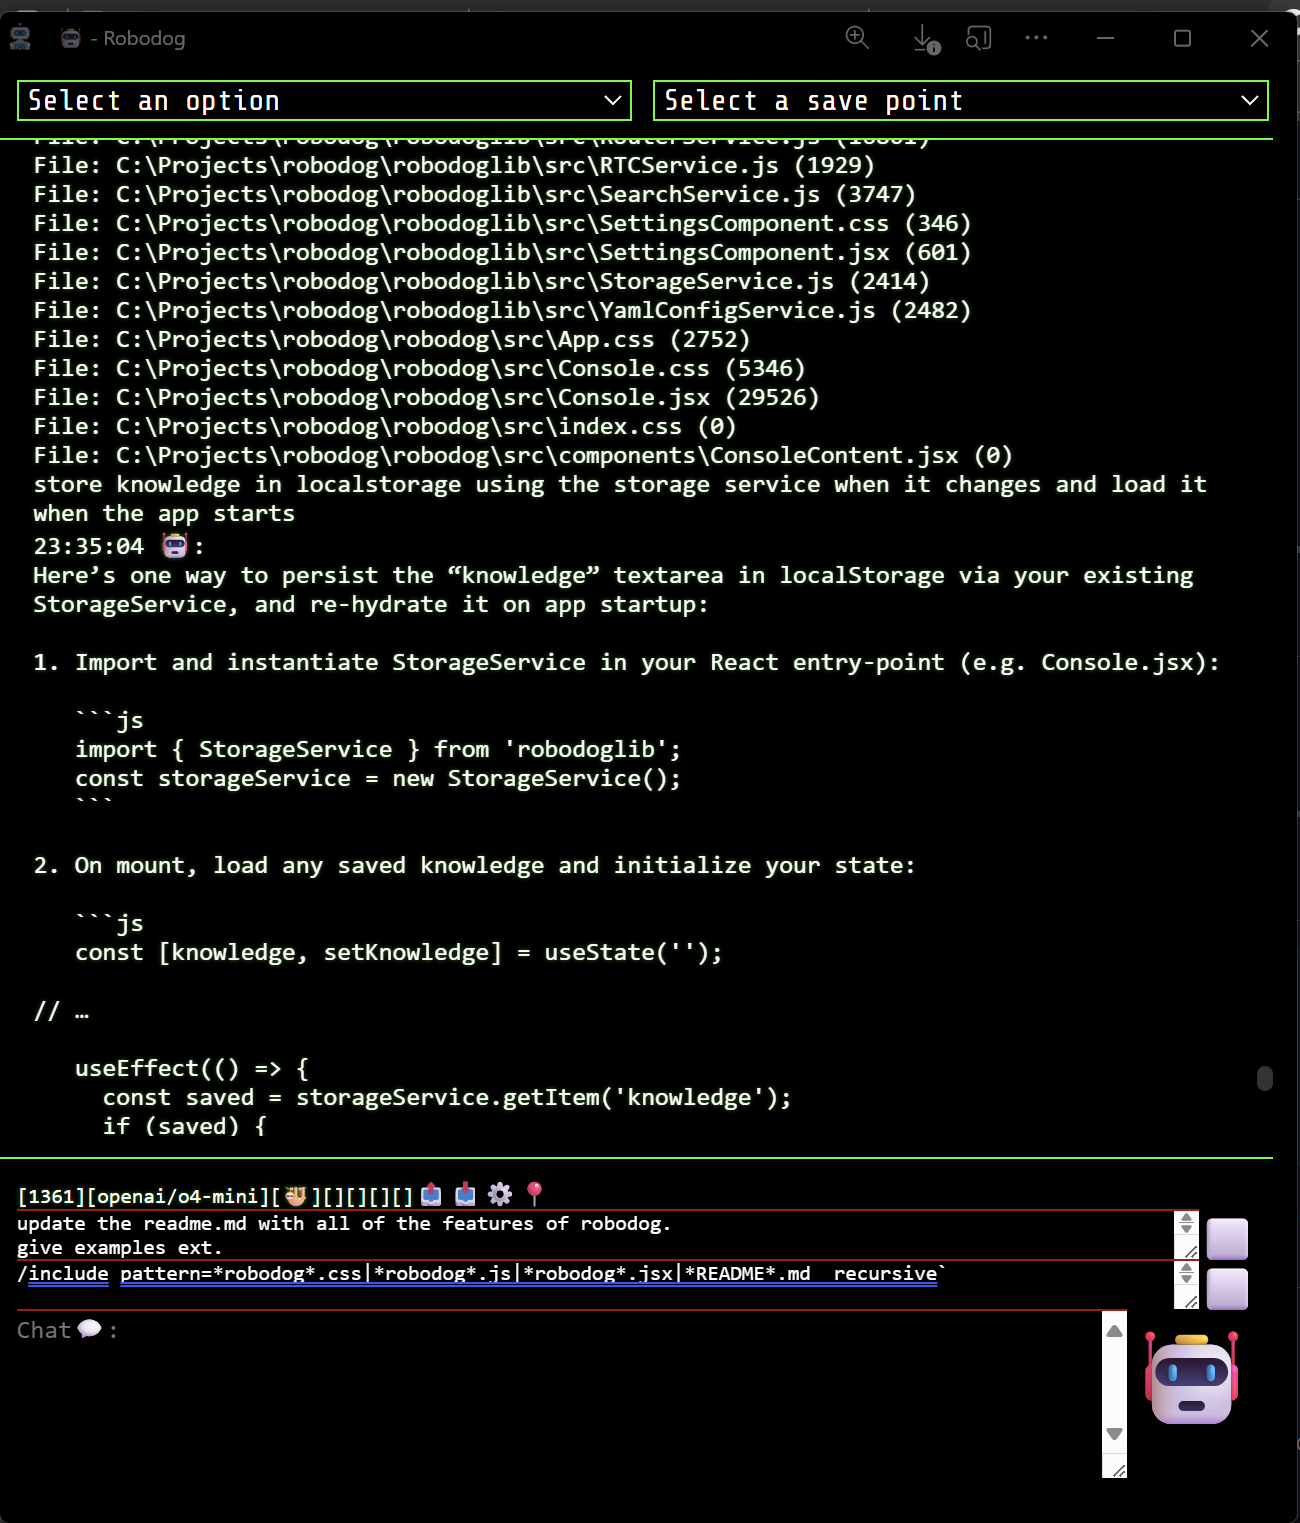 - Robodog
Select an option
Select a save point
File: C:\Projects\robodog\robodoglib\src\RouterService.js
File: C:\Projects\robodog\robodoglib\src\RTCService.js (1929)
File: C:\Projects\robodog\robodoglib\src\SearchService.js (3747)
File: C:\Projects\robodog\robodoglib\src\SettingsComponent.css (346)
File: C:\Projects\robodog\robodoglib\src\SettingsComponent.jsx (601)
File: C:\Projects\robodog\robodoglib\src\StorageService.js (2414)
File: C:\Projects\robodog\robodoglib\src\YamlConfigService.js (2482)
File: C:\Projects\robodog\robodog\src\App.css (2752)
File: C:\Projects\robodog\robodog\src\Console.css (5346)
File: C:\Projects\robodog\robodog\src\Console.jsx (29526)
File: C:\Projects\robodog\robodog\src\index.css (0)
File: C:\Projects\robodog\robodog\src\components\ConsoleContent.jsx (0)
store knowledge in localstorage using the storage service when it changes and load it
when the app starts
23:35:04 🤖:
Here’s one way to persist the “knowledge” textarea in localStorage via your existing
StorageService, and re-hydrate it on app startup:
1. Import and instantiate StorageService in your React entry-point (e.g. Console.jsx):
```js
import { StorageService } from 'robodoglib';
const storageService = new StorageService();
```
2. On mount, load any saved knowledge and initialize your state:
```js
const [knowledge, setKnowledge] = useState('');
// …
useEffect(() => {
const saved = storageService.getItem('knowledge');
if (saved) {
[1361][openai/o4-mini][🦥][][][][]📤 📥 ⚙️ 📍
update the readme.md with all of the features of robodog.
give examples ext.
/include pattern=*robodog*.css|*robodog*.js|*robodog*.jsx|*README*.md  recursive`
Chat💬: